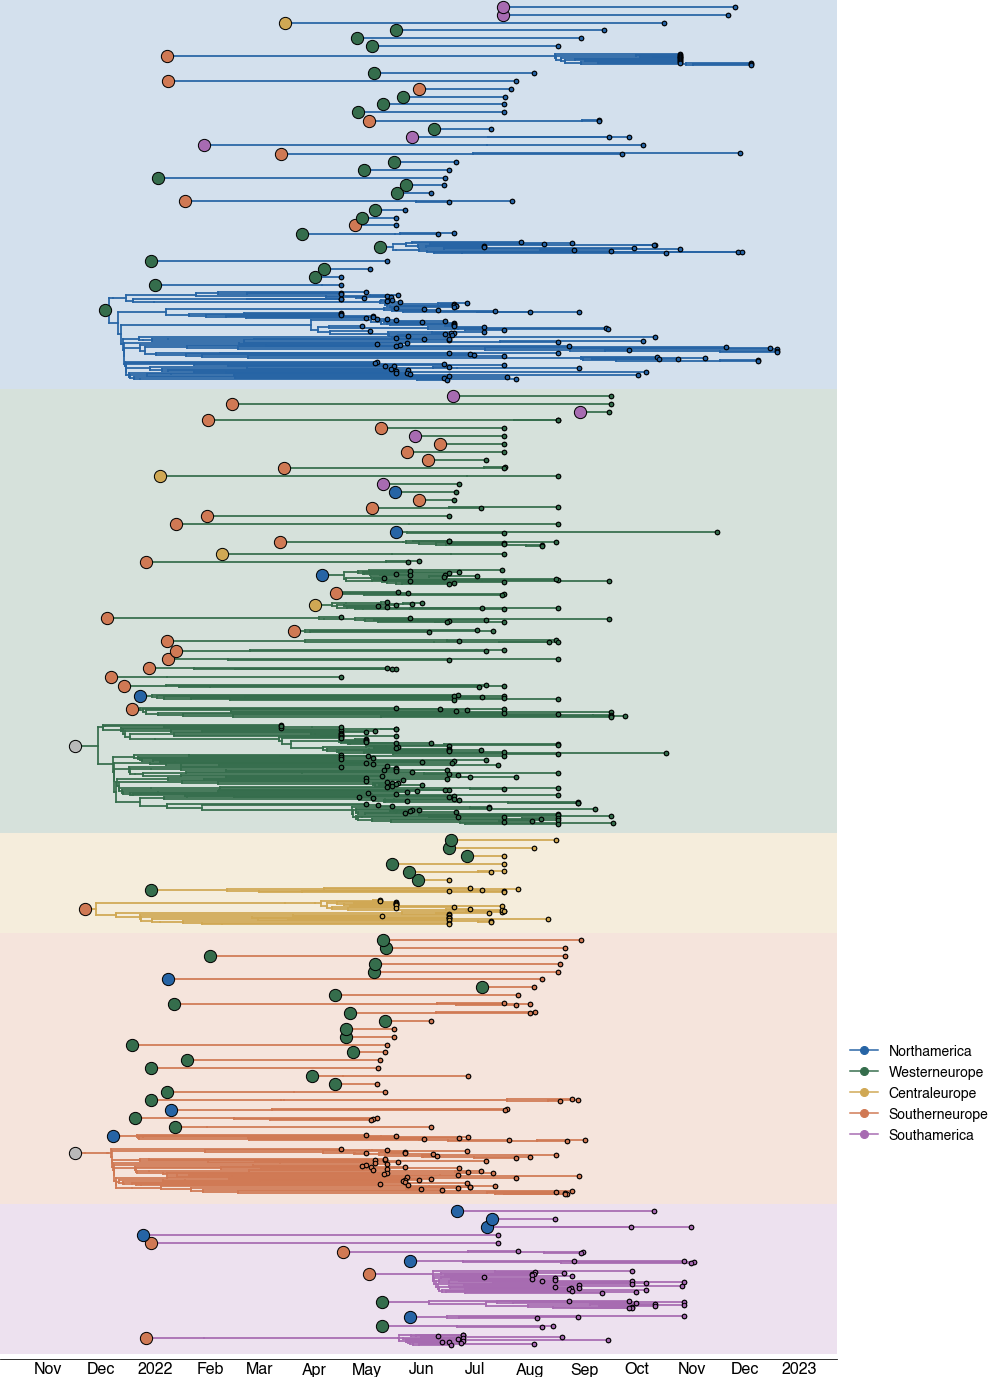 Northamerica
Westerneurope
Centraleurope
Southerneurope
Southamerica
Nov Dec 2022 Feb Mar Apr May Jun Jul Aug Sep Oct Nov Dec 2023